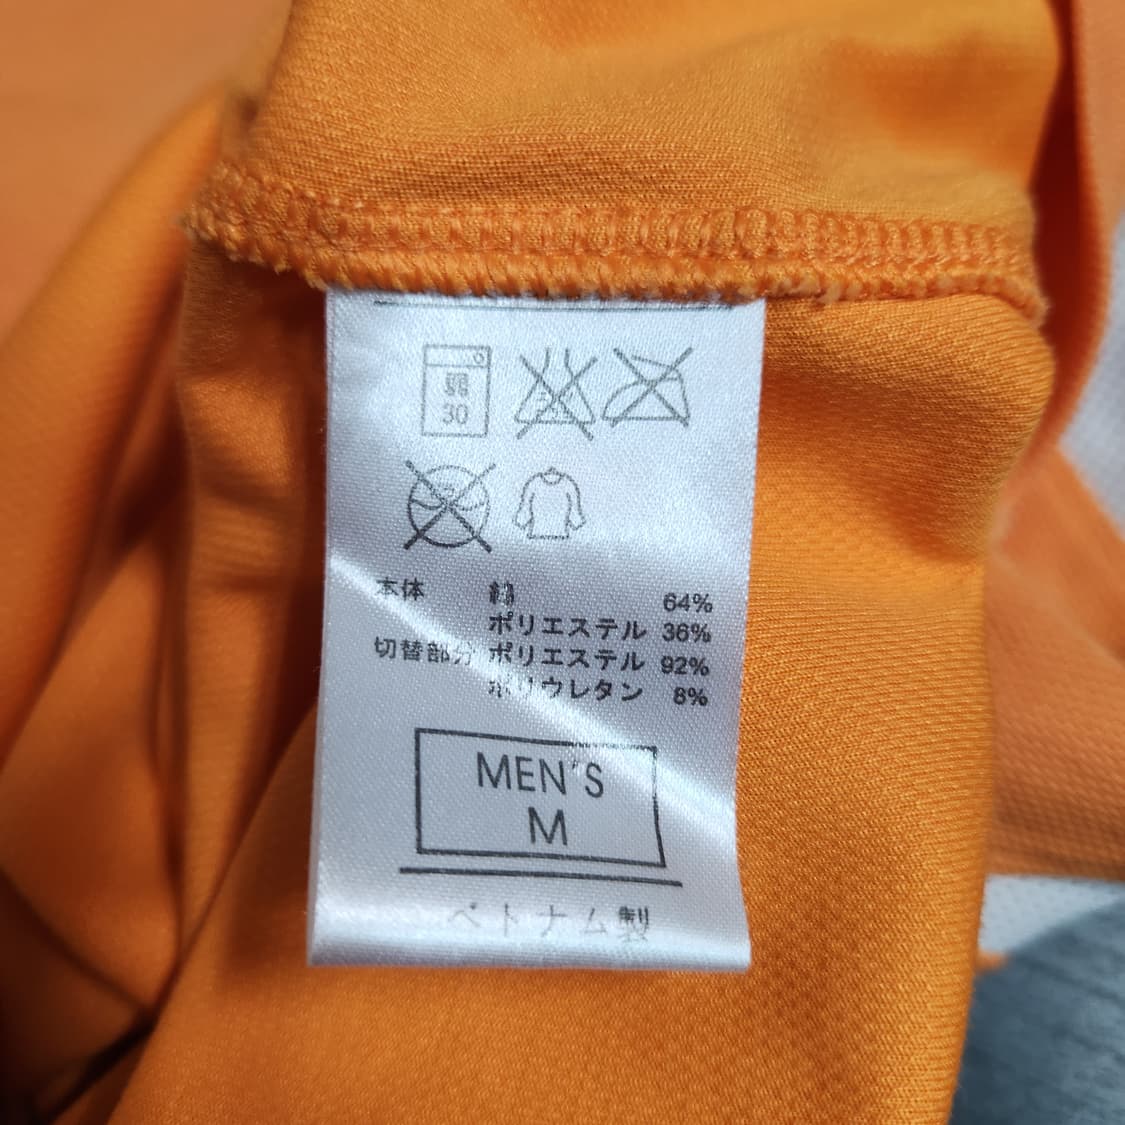 弱
30
本体 綿 64%
ポリエステル 36%
切替部分 ポリエステル 92%
ポリウレタン 8%
MEN'S
M
ベトナム製